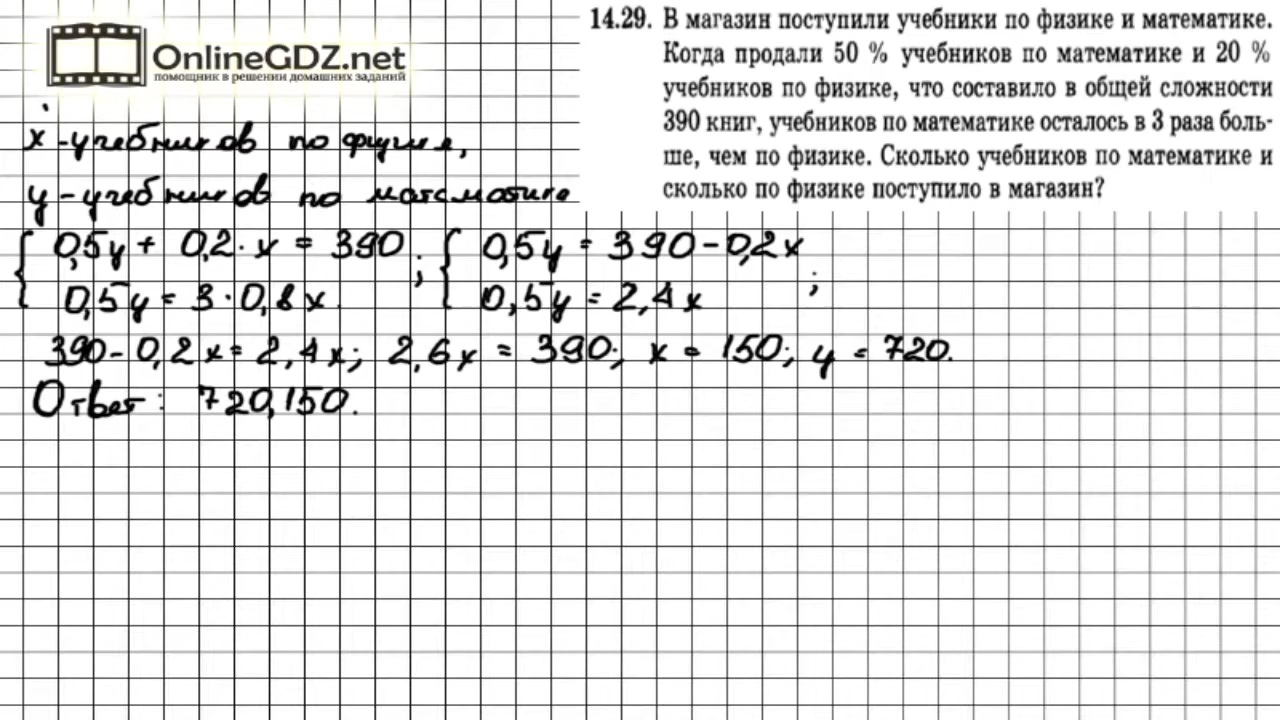 OnlineGDZ.net
помощник в решении домашних заданий
14.29. В магазин поступили учебники по физике и математике.
Когда продали 50 % учебников по математике и 20 %
учебников по физике, что составило в общей сложности
390 книг, учебников по математике осталось в 3 раза боль-
ше, чем по физике. Сколько учебников по математике и
сколько по физике поступило в магазин?
x - учебников по физике,
y - учебников по математике
{ 0,5y + 0,2 · x = 390 ; { 0,5y = 390 - 0,2x
0,5y = 3 · 0,8x. 0,5y = 2,4x ;
390 - 0,2x = 2,4x; 2,6x = 390; x = 150; y = 720.
Ответ: 720, 150.